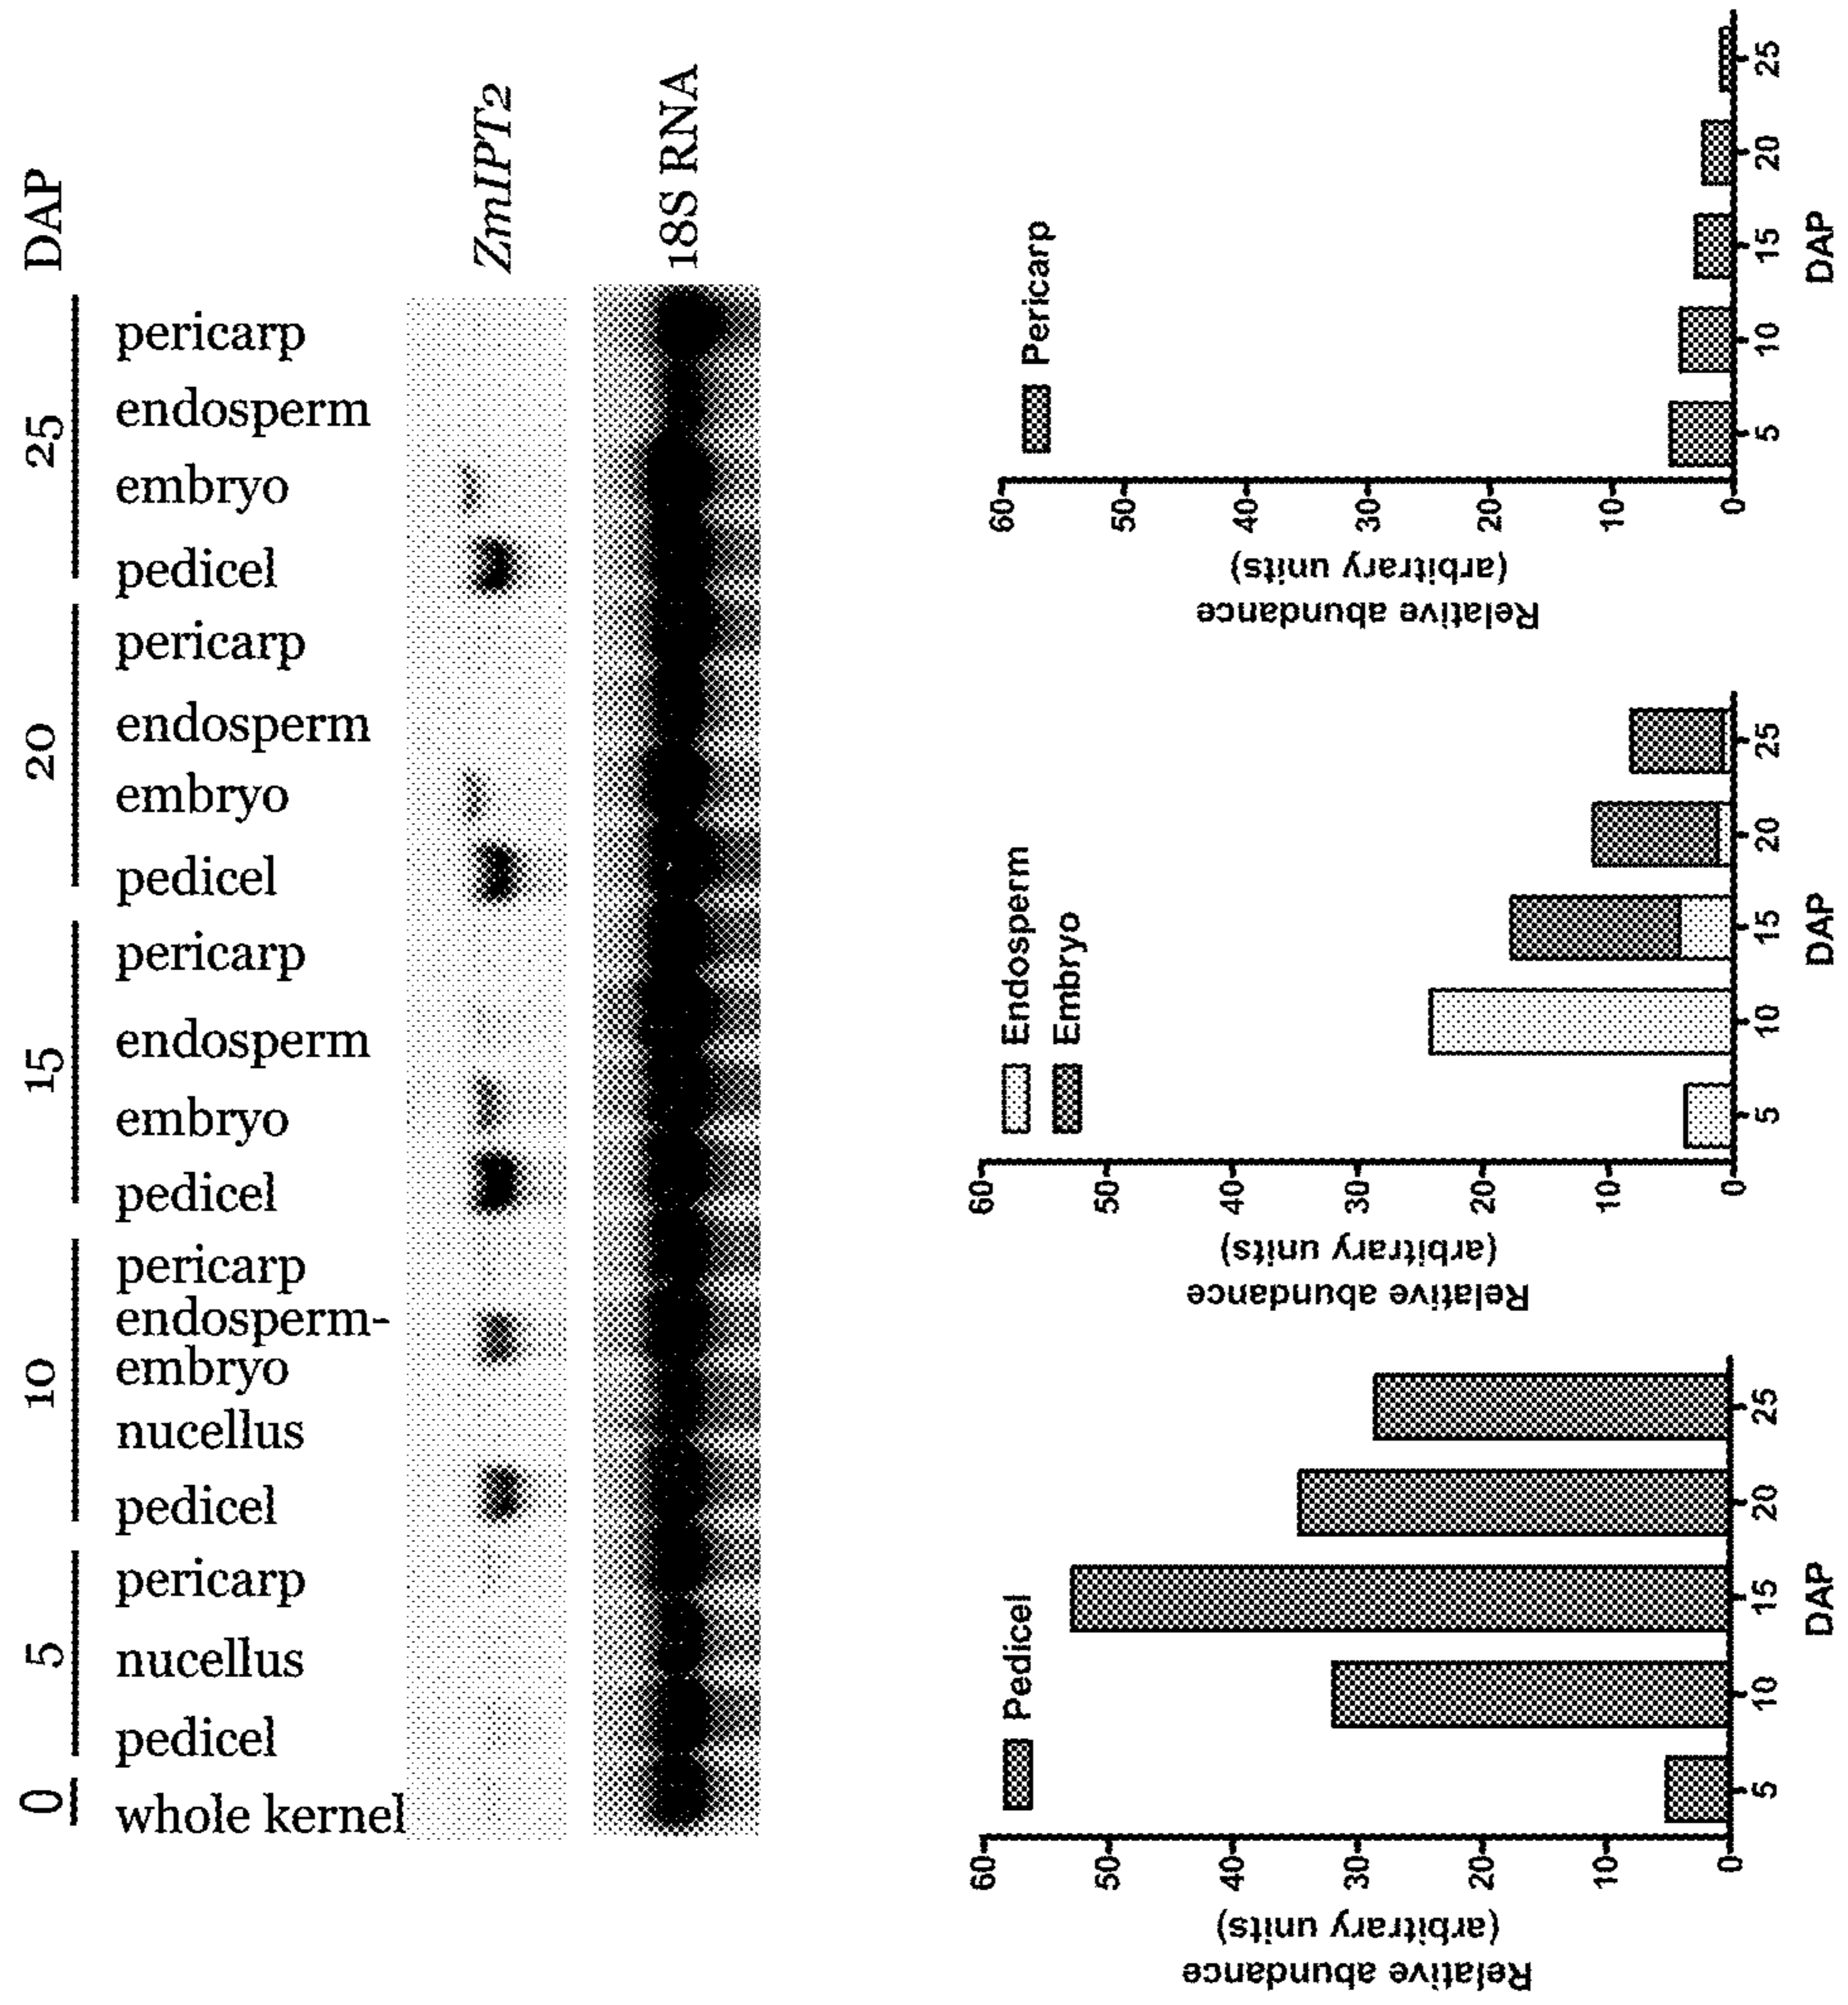 0 5 10 15 20 25 DAP
whole kernel
pedicel
nucellus
pericarp
pedicel
nucellus
endosperm-
embryo
pericarp
pedicel
embryo
endosperm
pericarp
pedicel
embryo
endosperm
pericarp
pedicel
embryo
endosperm
pericarp
ZmIPT2
18S RNA
Relative abundance
(arbitrary units)
60
50
40
30
20
10
0
Pedicel
5 10 15 20 25
DAP
Relative abundance
(arbitrary units)
60
50
40
30
20
10
0
Endosperm
Embryo
5 10 15 20 25
DAP
Relative abundance
(arbitrary units)
60
50
40
30
20
10
0
Pericarp
5 10 15 20 25
DAP